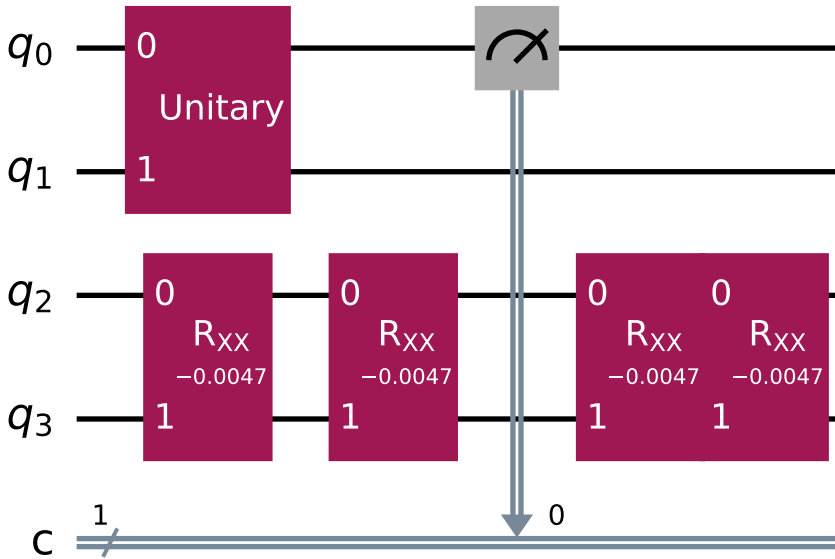 q0 0 Unitary
q1 1
q2 0 0 0 0
RXX RXX RXX RXX
−0.0047 −0.0047 −0.0047 −0.0047
q3 1 1 1 1
c 1 0